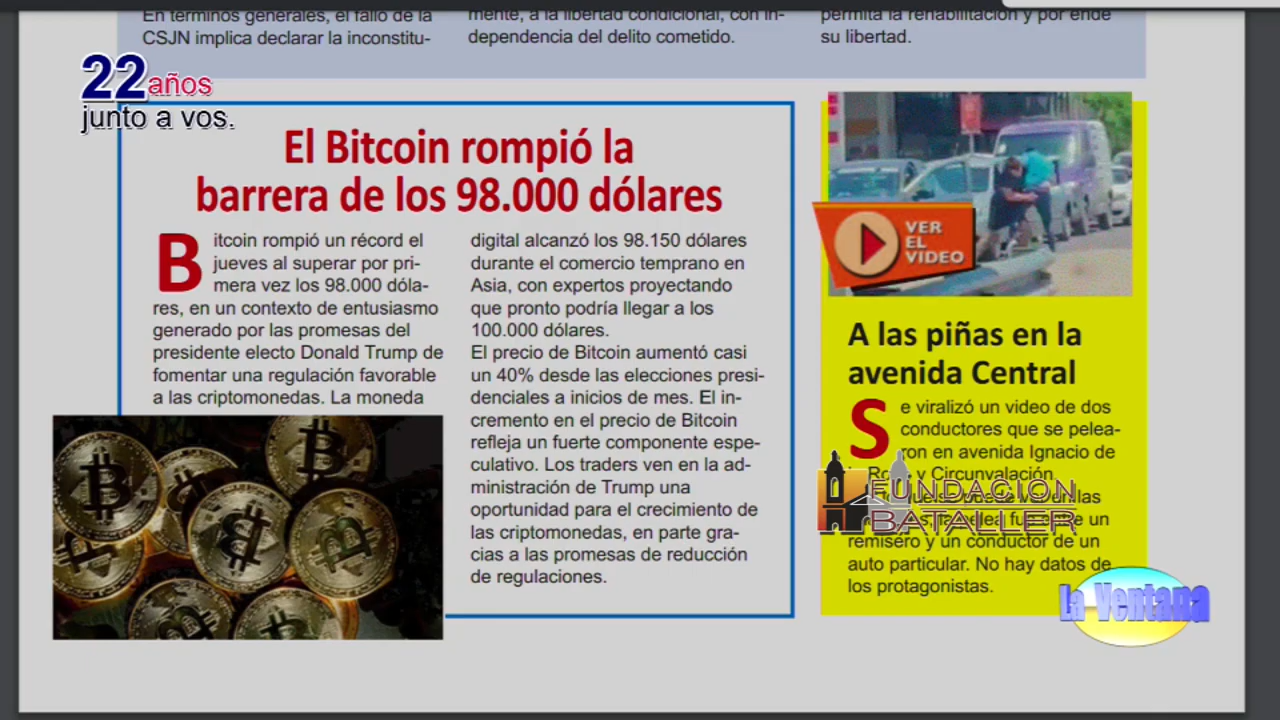 En términos generales, el fallo de la
CSJN implica declarar la inconstitu-
mente, a la libertad condicional, con in-
dependencia del delito cometido.
permita la rehabilitación y por ende
su libertad.
22 años
junto a vos.
El Bitcoin rompió la
barrera de los 98.000 dólares
Bitcoin rompió un récord el
jueves al superar por pri-
mera vez los 98.000 dóla-
res, en un contexto de entusiasmo
generado por las promesas del
presidente electo Donald Trump de
fomentar una regulación favorable
a las criptomonedas. La moneda
digital alcanzó los 98.150 dólares
durante el comercio temprano en
Asia, con expertos proyectando
que pronto podría llegar a los
100.000 dólares.
El precio de Bitcoin aumentó casi
un 40% desde las elecciones presi-
denciales a inicios de mes. El in-
cremento en el precio de Bitcoin
refleja un fuerte componente espe-
culativo. Los traders ven en la ad-
ministración de Trump una
oportunidad para el crecimiento de
las criptomonedas, en parte gra-
cias a las promesas de reducción
de regulaciones.
VER
EL
VIDEO
A las piñas en la
avenida Central
Se viralizó un video de dos
conductores que se pelea-
ron en avenida Ignacio de
y Circunvalación
FUNDACION
BATALLER
remisero y un conductor de un
auto particular. No hay datos de
los protagonistas.
La Ventana